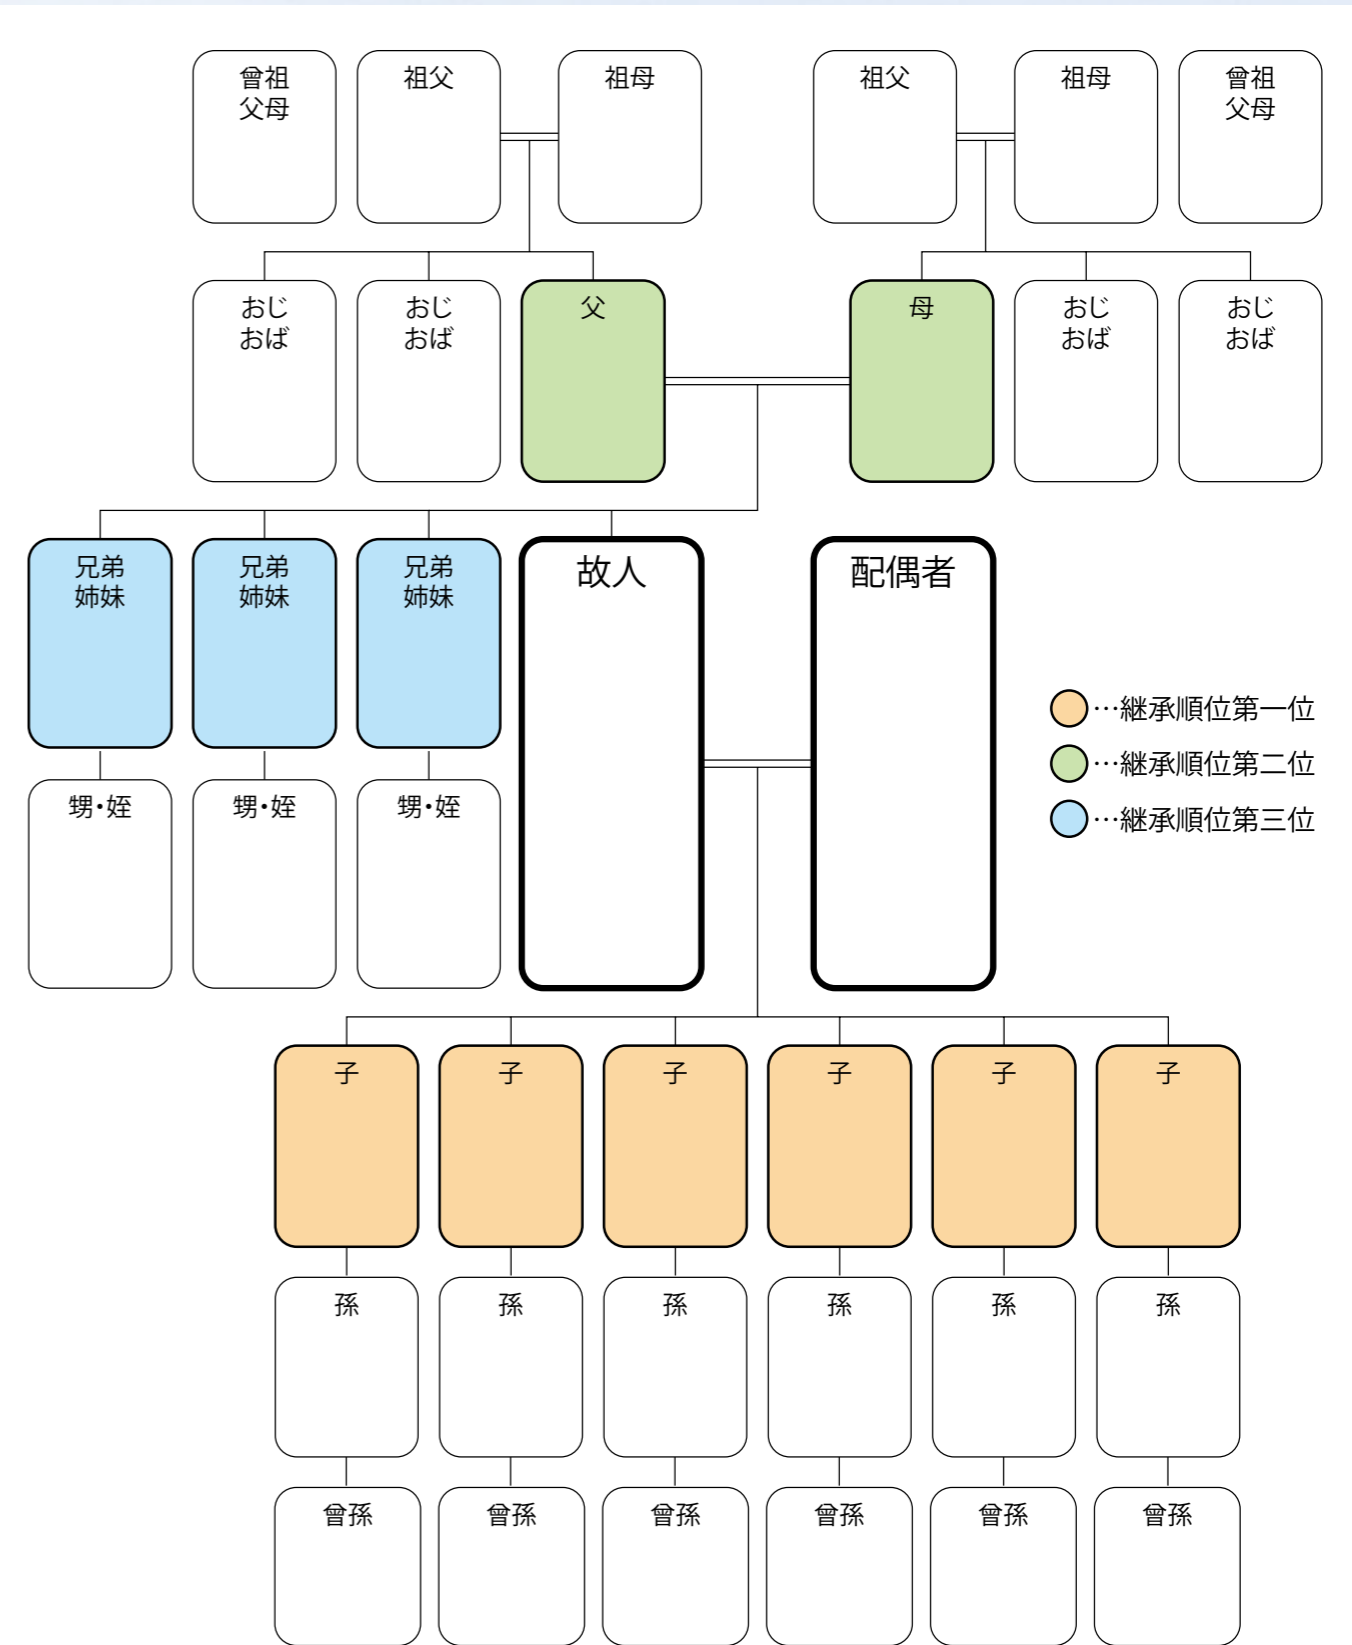 曾祖
父母
祖父
祖母
祖父
祖母
曾祖
父母
おじ
おば
おじ
おば
父
母
おじ
おば
おじ
おば
兄弟
姉妹
兄弟
姉妹
兄弟
姉妹
故人
配偶者
…継承順位第一位
…継承順位第二位
…継承順位第三位
甥・姪
甥・姪
甥・姪
子
子
子
子
子
子
孫
孫
孫
孫
孫
孫
曾孫
曾孫
曾孫
曾孫
曾孫
曾孫